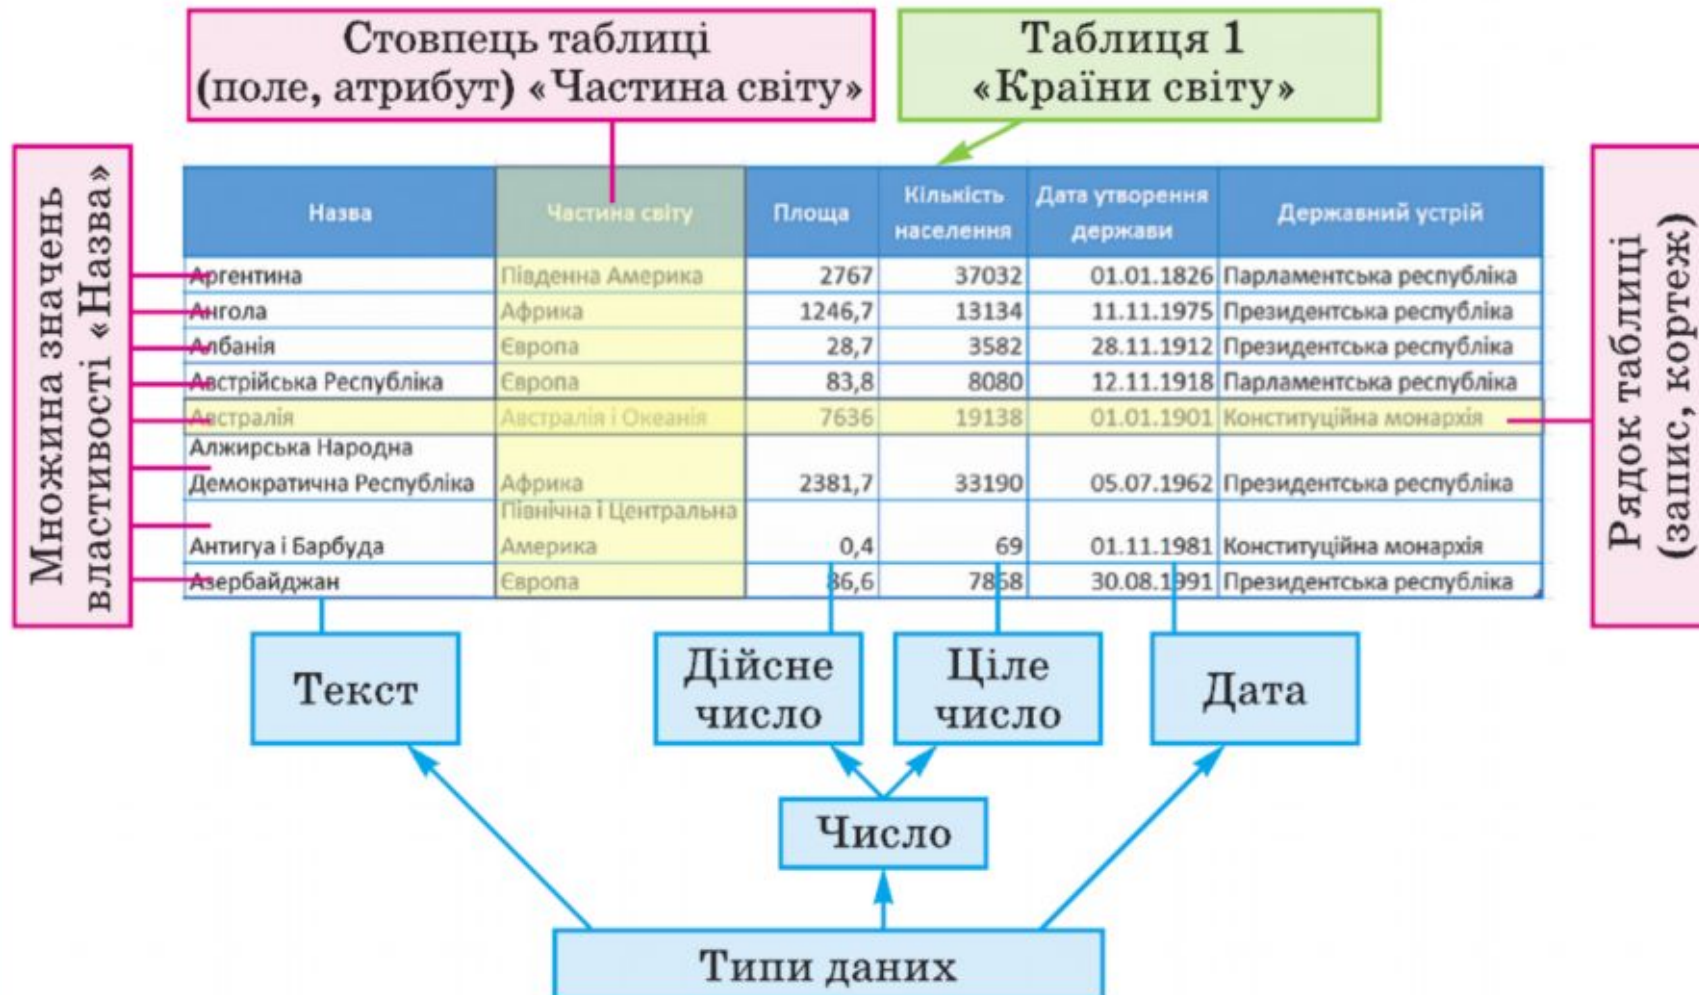 Стовпець таблиці
(поле, атрибут) «Частина світу»
Таблиця 1
«Країни світу»
Множина значень
властивості «Назва»
Назва Частина світу Площа Кількість населення Дата утворення держави Державний устрій
Аргентина Південна Америка 2767 37032 01.01.1826 Парламентська республіка
Ангола Африка 1246,7 13134 11.11.1975 Президентська республіка
Албанія Європа 28,7 3582 28.11.1912 Президентська республіка
Австрійська Республіка Європа 83,8 8080 12.11.1918 Парламентська республіка
Австралія Австралія і Океанія 7636 19138 01.01.1901 Конституційна монархія
Алжирська Народна
Демократична Республіка Африка 2381,7 33190 05.07.1962 Президентська республіка
Північна і Центральна
Антигуа і Барбуда Америка 0,4 69 01.11.1981 Конституційна монархія
Азербайджан Європа 86,6 7868 30.08.1991 Президентська республіка
Рядок таблиці
(запис, кортеж)
Текст
Дійсне
число
Ціле
число
Дата
Число
Типи даних